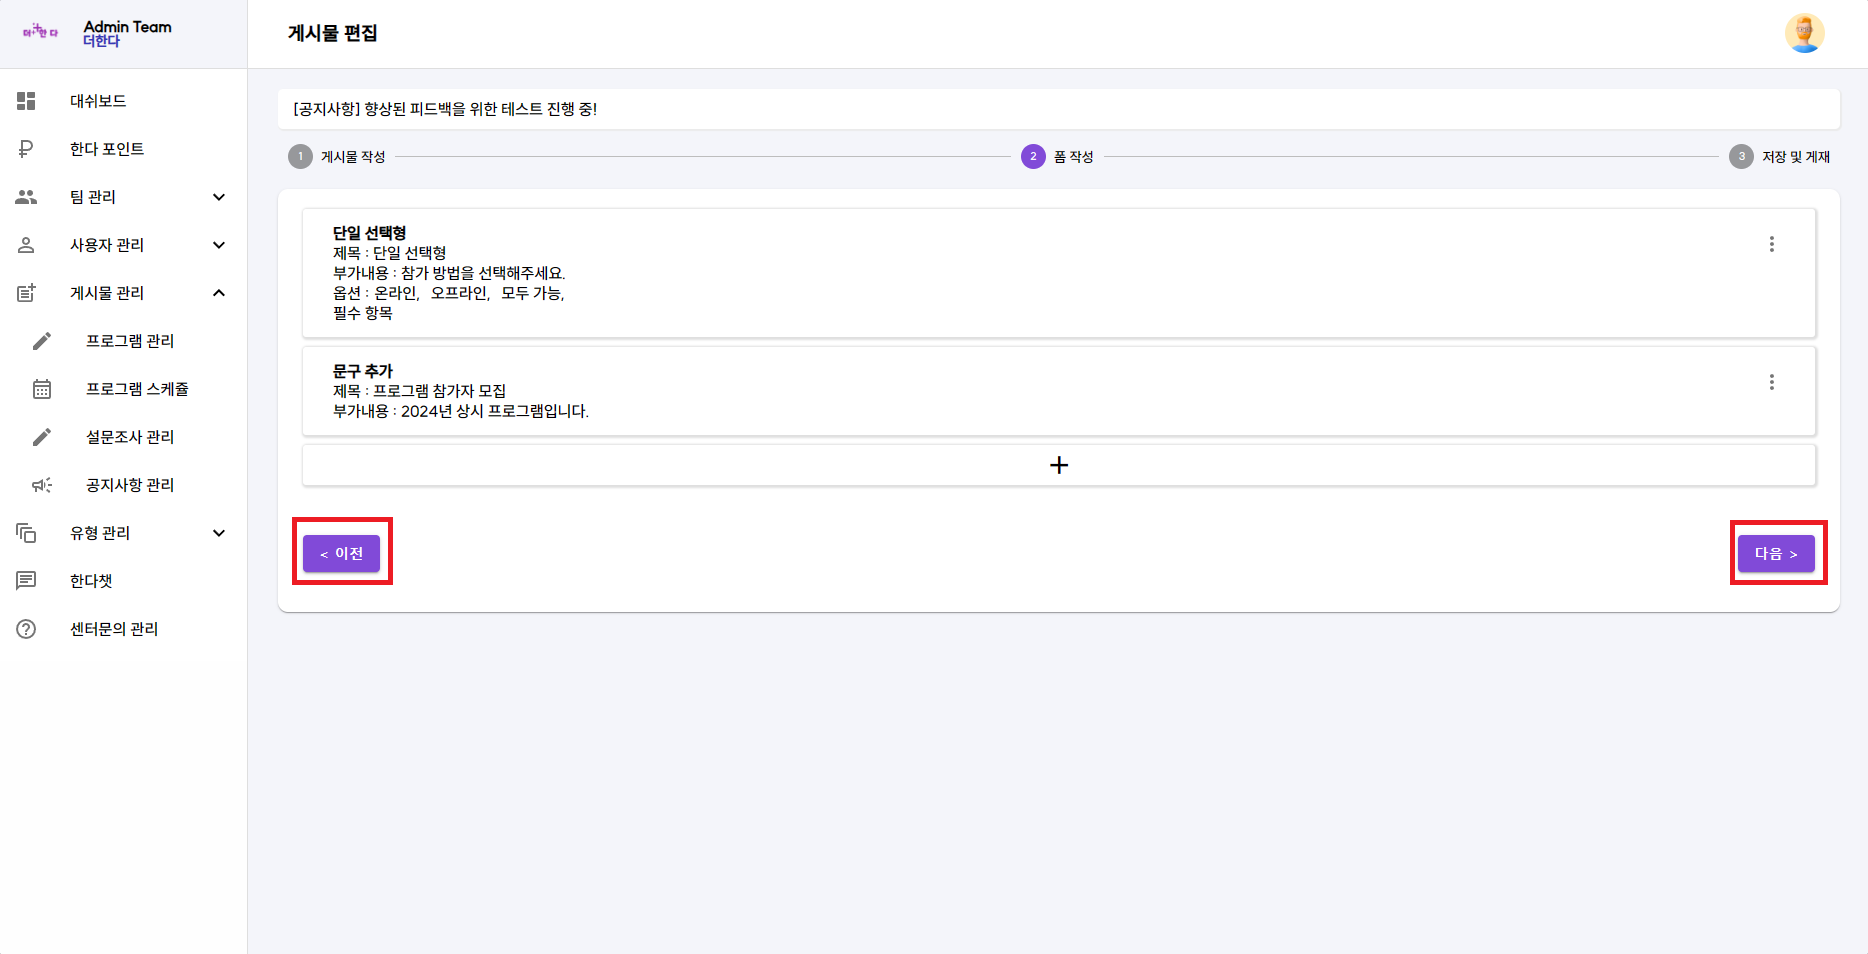 더한다
Admin Team
더한다
게시물 편집
대쉬보드
한다 포인트
팀 관리
사용자 관리
게시물 관리
프로그램 관리
프로그램 스케쥴
설문조사 관리
공지사항 관리
유형 관리
한다챗
센터문의 관리
[공지사항] 향상된 피드백을 위한 테스트 진행 중!
1 게시물 작성
2 폼 작성
3 저장 및 게재
단일 선택형
제목 : 단일 선택형
부가내용 : 참가 방법을 선택해주세요.
옵션 : 온라인, 오프라인, 모두 가능,
필수 항목
문구 추가
제목 : 프로그램 참가자 모집
부가내용 : 2024년 상시 프로그램입니다.
+
< 이전
다음 >